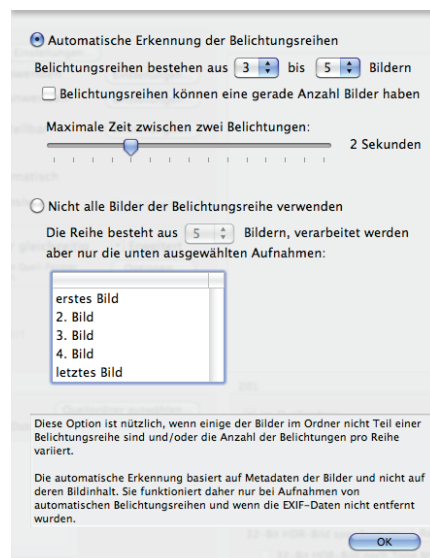 Automatische Erkennung der Belichtungsreihen
Belichtungsreihen bestehen aus 3 bis 5 Bildern
Belichtungsreihen können eine gerade Anzahl Bilder haben
Maximale Zeit zwischen zwei Belichtungen:
2 Sekunden
Nicht alle Bilder der Belichtungsreihe verwenden
Die Reihe besteht aus 5 Bildern, verarbeitet werden
aber nur die unten ausgewählten Aufnahmen:
erstes Bild
2. Bild
3. Bild
4. Bild
letztes Bild
Diese Option ist nützlich, wenn einige der Bilder im Ordner nicht Teil einer
Belichtungsreihe sind und/oder die Anzahl der Belichtungen pro Reihe
variiert.
Die automatische Erkennung basiert auf Metadaten der Bilder und nicht auf
deren Bildinhalt. Sie funktioniert daher nur bei Aufnahmen von
automatischen Belichtungsreihen und wenn die EXIF-Daten nicht entfernt
wurden.
OK